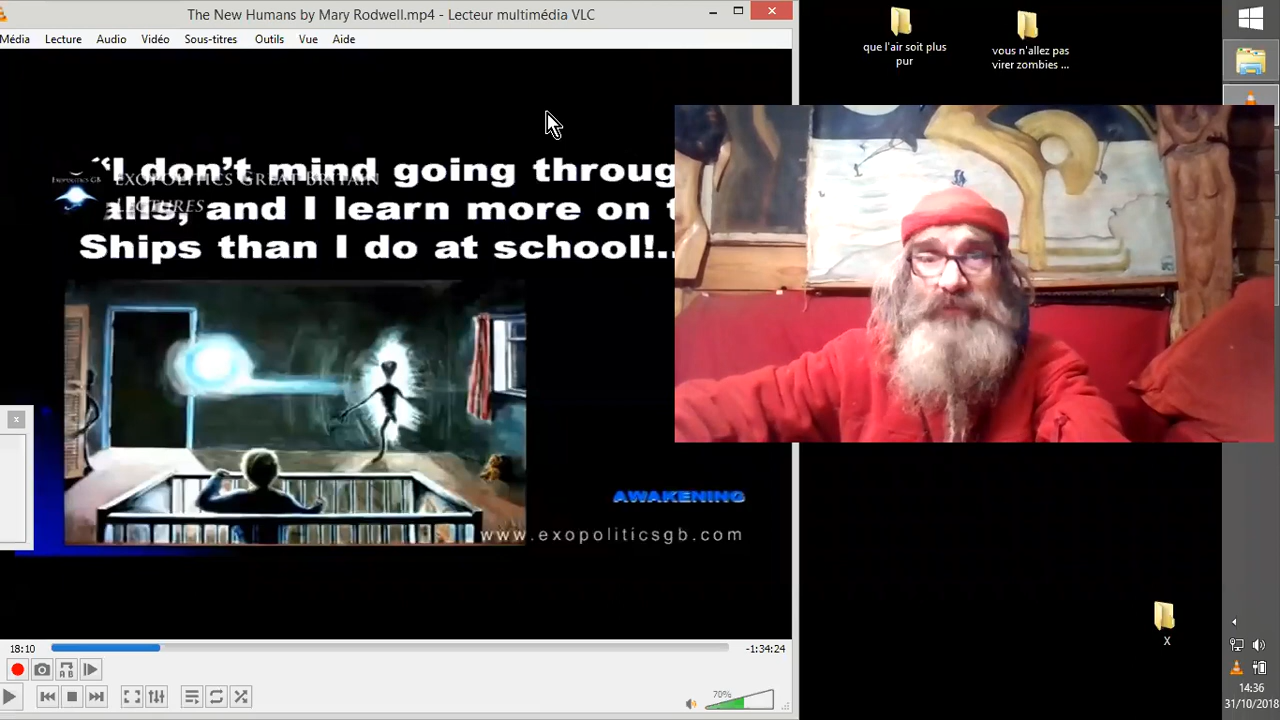 The New Humans by Mary Rodwell.mp4 - Lecteur multimédia VLC
Média Lecture Audio Vidéo Sous-titres Outils Vue Aide
"I don't mind going throug
EXOPOLITICS GREAT BRITAIN
LECTURES
alls, and I learn more on t
Ships than I do at school!..
AWAKENING
www.exopoliticsgb.com
18:10
-1:34:24
70%
que l'air soit plus
pur
vous n'allez pas
virer zombies ...
X
14:36
31/10/2018